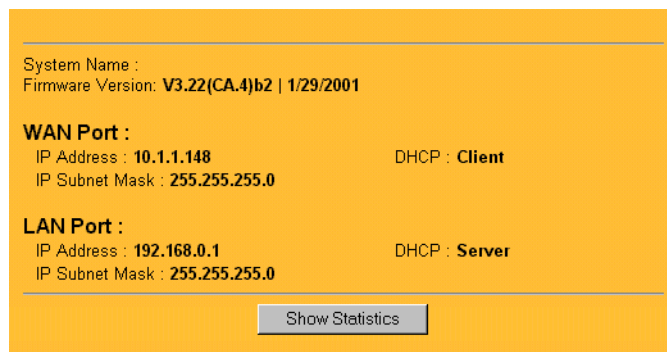 System Name :
Firmware Version: V3.22(CA.4)b2 | 1/29/2001
WAN Port :
IP Address : 10.1.1.148 DHCP : Client
IP Subnet Mask : 255.255.255.0
LAN Port :
IP Address : 192.168.0.1 DHCP : Server
IP Subnet Mask : 255.255.255.0
Show Statistics